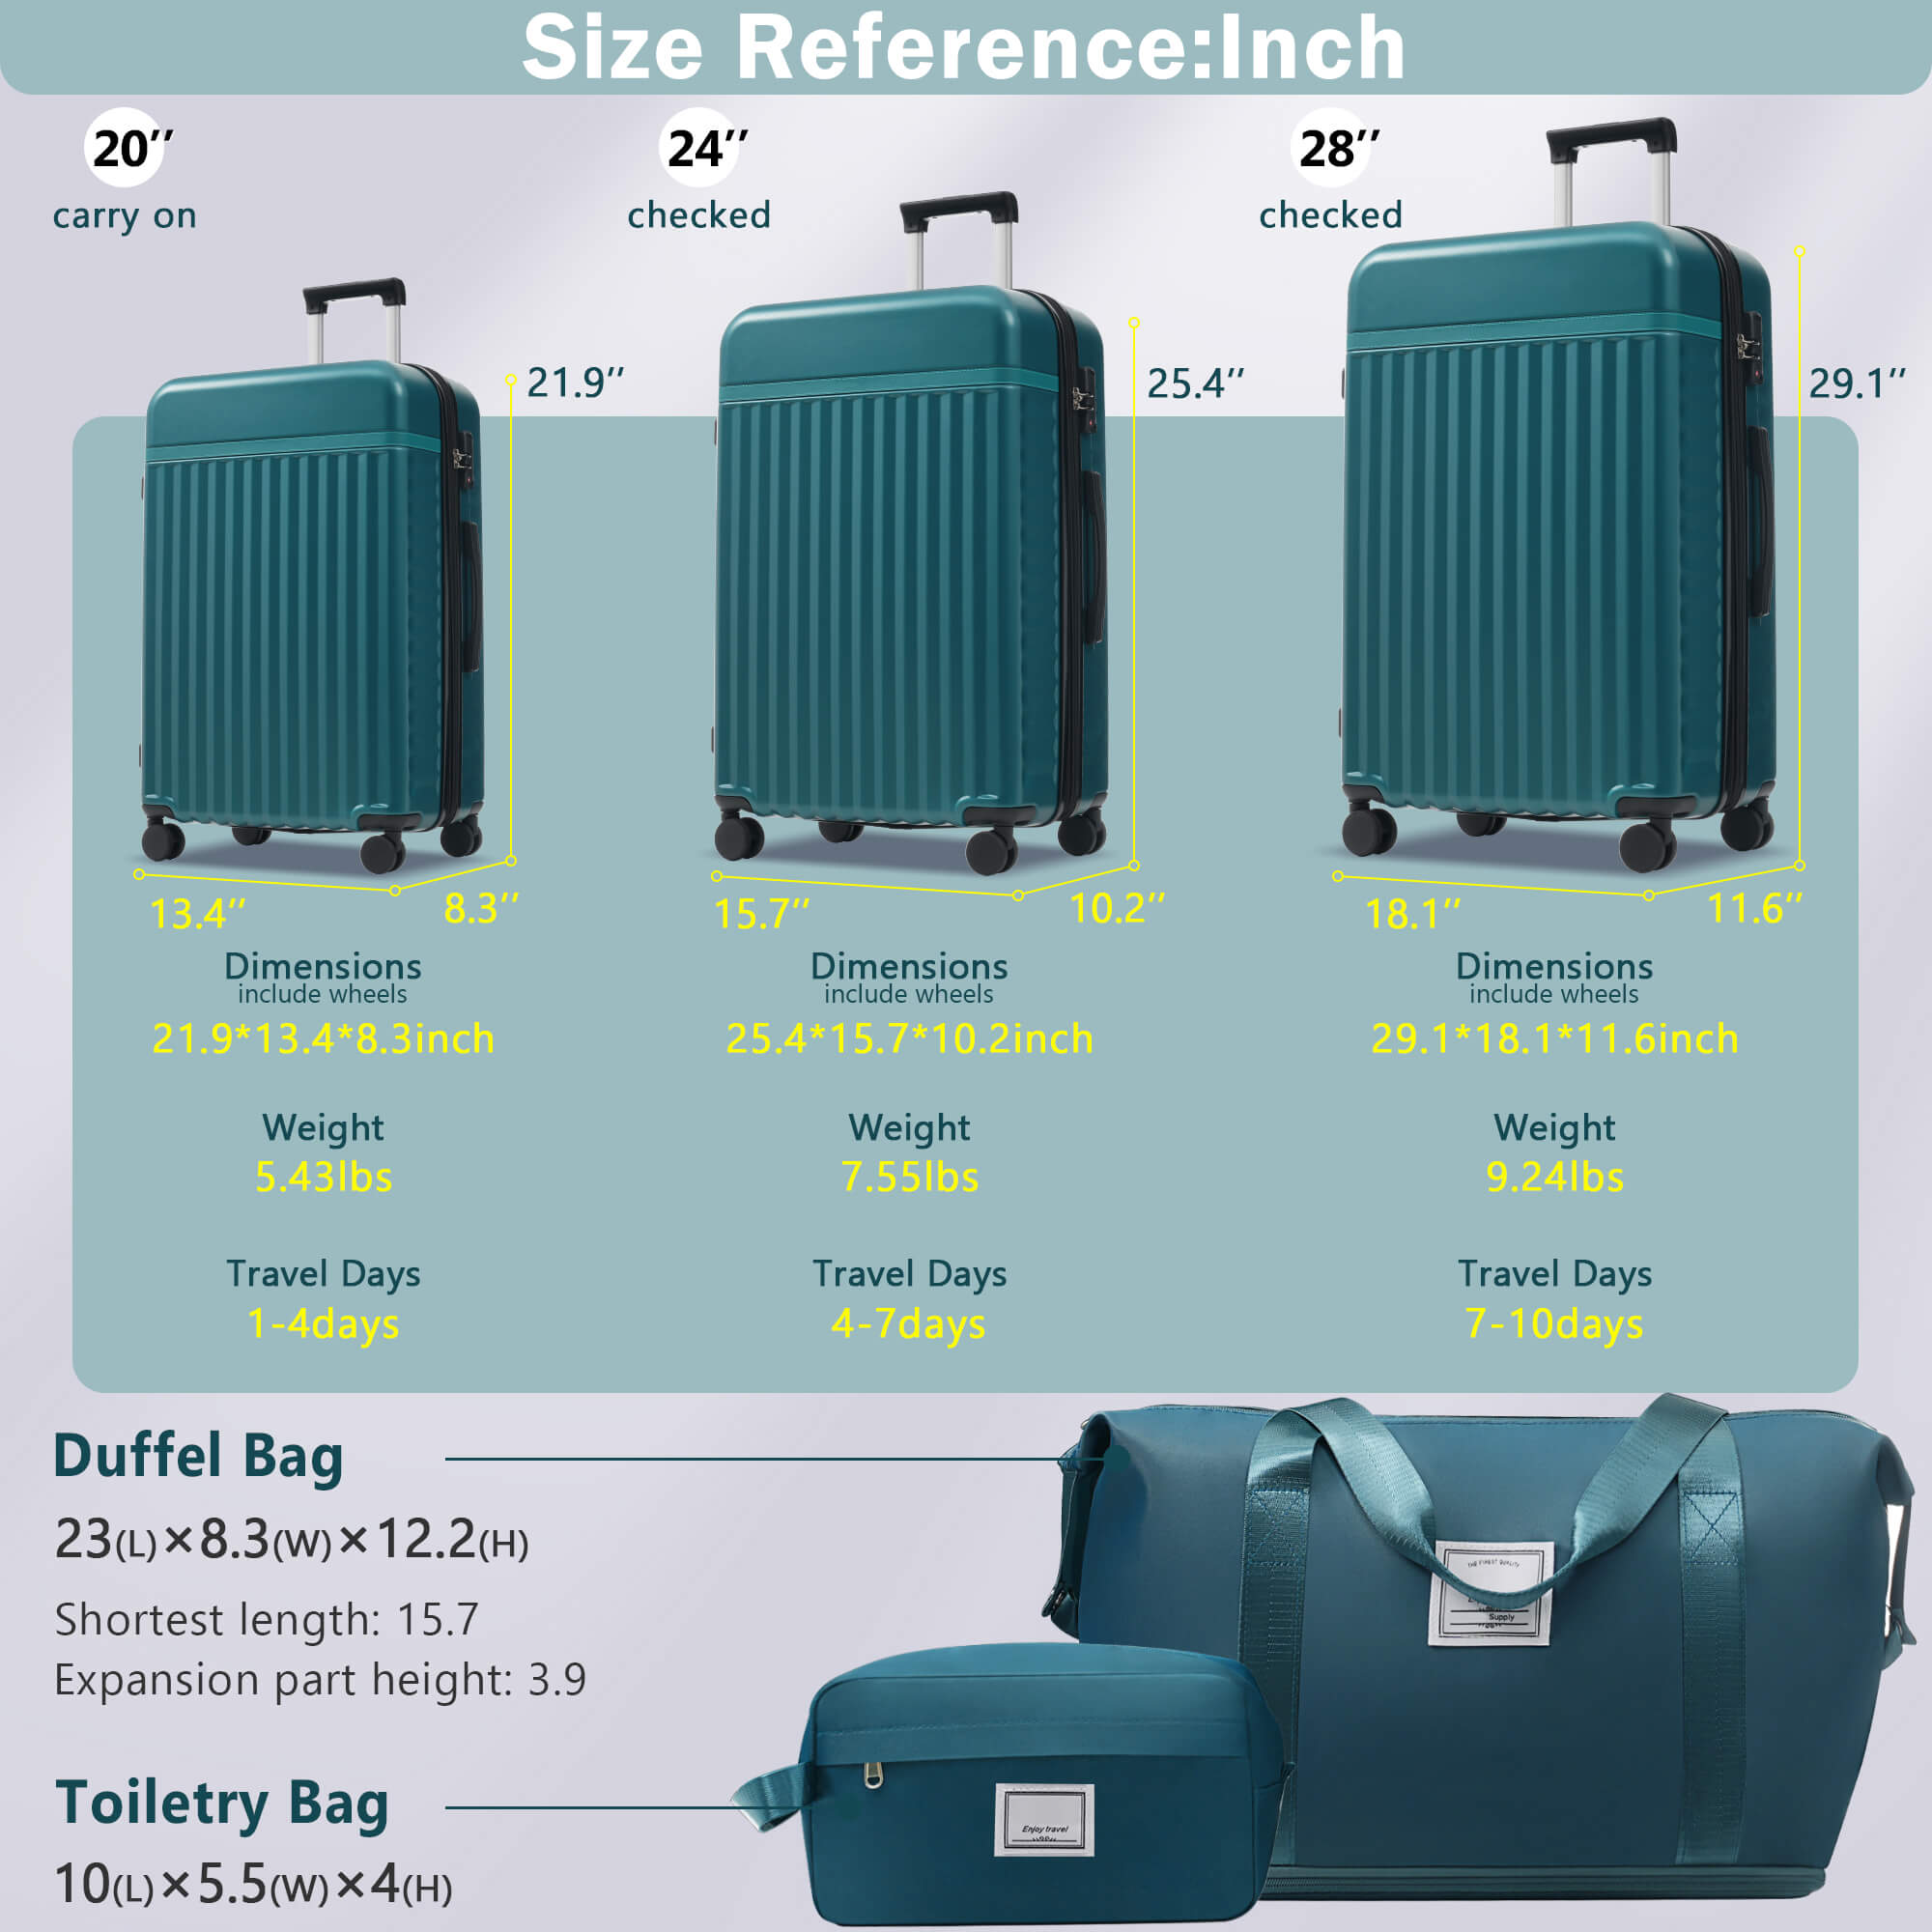 Size Reference:Inch
20’’
carry on
24’’
checked
28’’
checked
21.9’’
25.4’’
29.1’’
13.4’’
8.3’’
15.7’’
10.2’’
18.1’’
11.6’’
Dimensions
include wheels
21.9*13.4*8.3inch
Weight
5.43lbs
Travel Days
1-4days
Dimensions
include wheels
25.4*15.7*10.2inch
Weight
7.55lbs
Travel Days
4-7days
Dimensions
include wheels
29.1*18.1*11.6inch
Weight
9.24lbs
Travel Days
7-10days
Duffel Bag
23(L)×8.3(W)×12.2(H)
Shortest length: 15.7
Expansion part height: 3.9
THE FINEST QUALITY
Supply
Toiletry Bag
10(L)×5.5(W)×4(H)
Enjoy travel